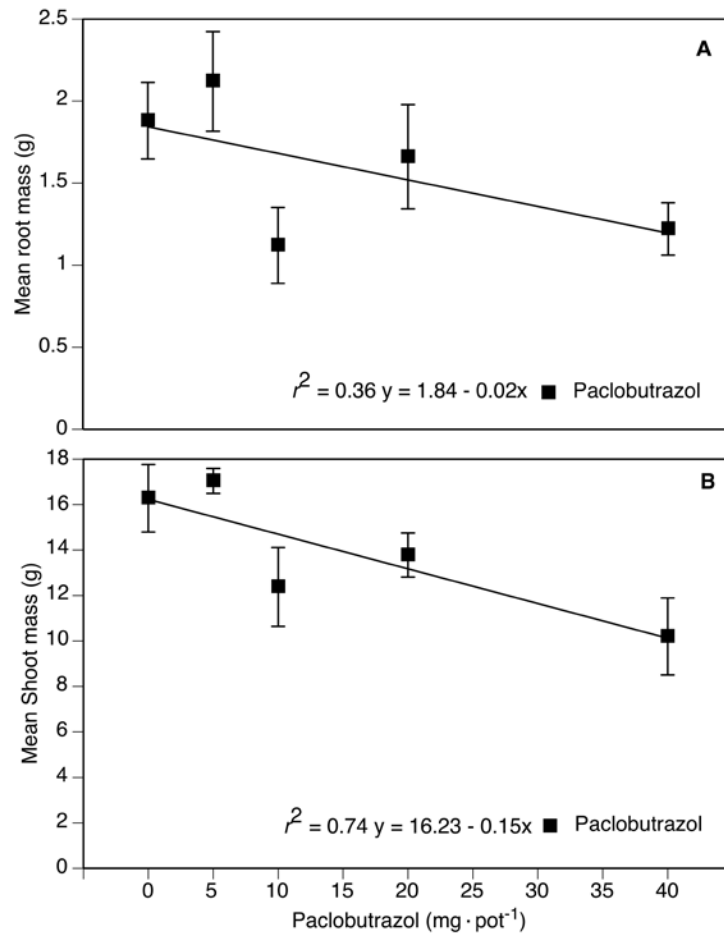 2.5
A
2
1.5
1
0.5
0
Mean root mass (g)
r² = 0.36 y = 1.84 - 0.02x ■ Paclobutrazol
18
B
16
14
12
10
8
6
4
2
0
Mean Shoot mass (g)
r² = 0.74 y = 16.23 - 0.15x ■ Paclobutrazol
0 5 10 15 20 25 30 35 40
Paclobutrazol (mg · pot⁻¹)